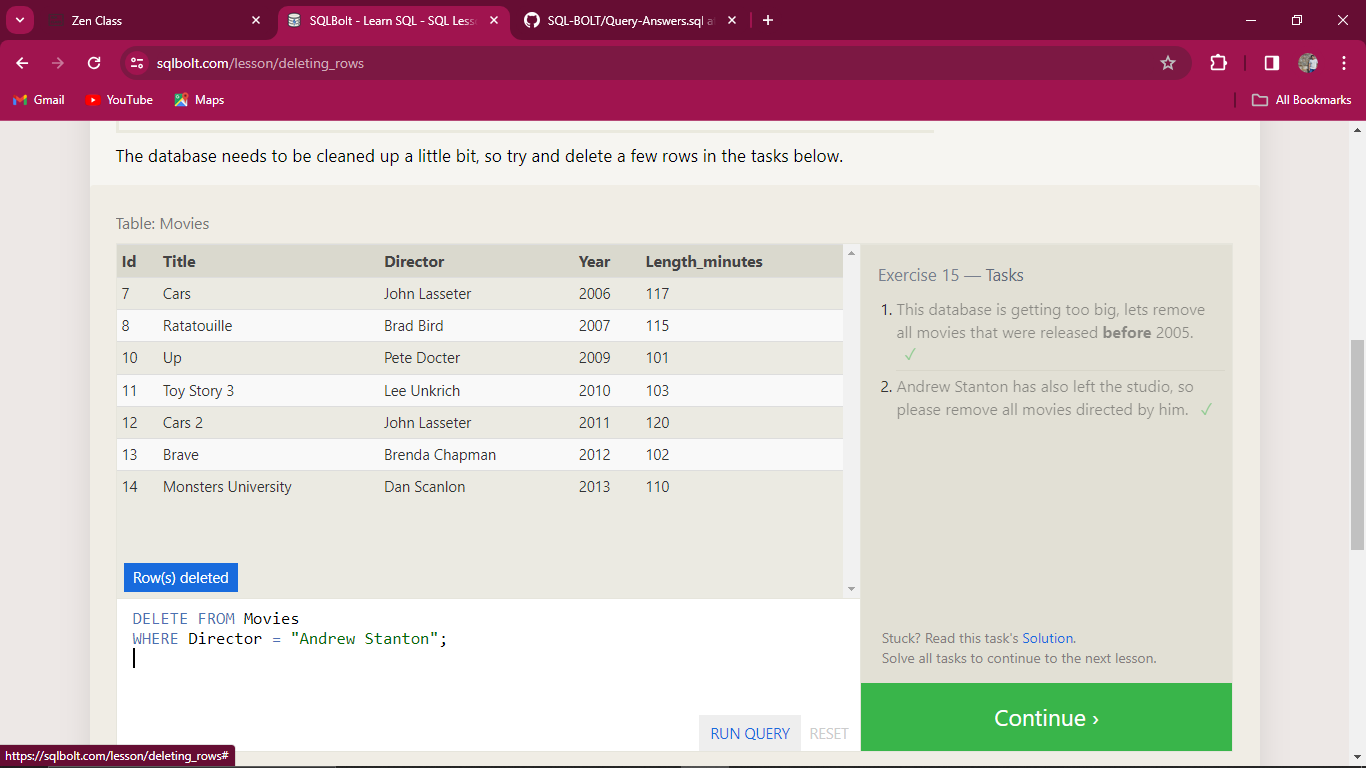 Zen Class
SQLBolt - Learn SQL - SQL Less
SQL-BOLT/Query-Answers.sql a
sqlbolt.com/lesson/deleting_rows
Gmail YouTube Maps All Bookmarks
The database needs to be cleaned up a little bit, so try and delete a few rows in the tasks below.
Table: Movies
Id Title Director Year Length_minutes
7 Cars John Lasseter 2006 117
8 Ratatouille Brad Bird 2007 115
10 Up Pete Docter 2009 101
11 Toy Story 3 Lee Unkrich 2010 103
12 Cars 2 John Lasseter 2011 120
13 Brave Brenda Chapman 2012 102
14 Monsters University Dan Scanlon 2013 110
Row(s) deleted
DELETE FROM Movies
WHERE Director = "Andrew Stanton";
RUN QUERY RESET
Exercise 15 — Tasks
1. This database is getting too big, lets remove
all movies that were released before 2005.
✓
2. Andrew Stanton has also left the studio, so
please remove all movies directed by him. ✓
Stuck? Read this task's Solution.
Solve all tasks to continue to the next lesson.
Continue ›
https://sqlbolt.com/lesson/deleting_rows#